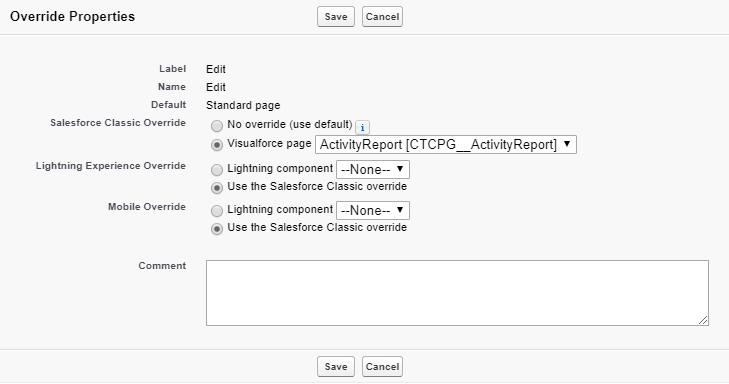 Override Properties
Save Cancel
Label Edit
Name Edit
Default Standard page
Salesforce Classic Override No override (use default) i
Visualforce page ActivityReport [CTCPG__ActivityReport]
Lightning Experience Override Lightning component --None--
Use the Salesforce Classic override
Mobile Override Lightning component --None--
Use the Salesforce Classic override
Comment
Save Cancel